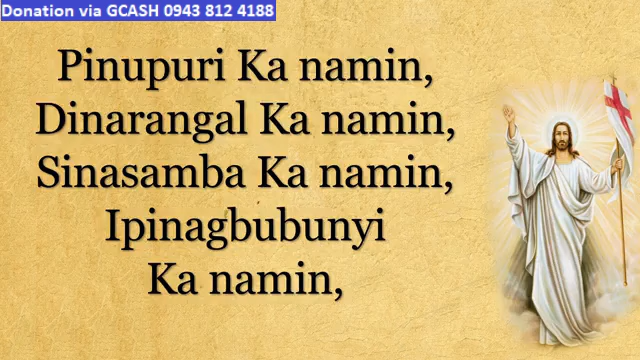 Donation via GCASH 0943 812 4188
Pinupuri Ka namin,
Dinarangal Ka namin,
Sinasamba Ka namin,
Ipinagbubunyi
Ka namin,